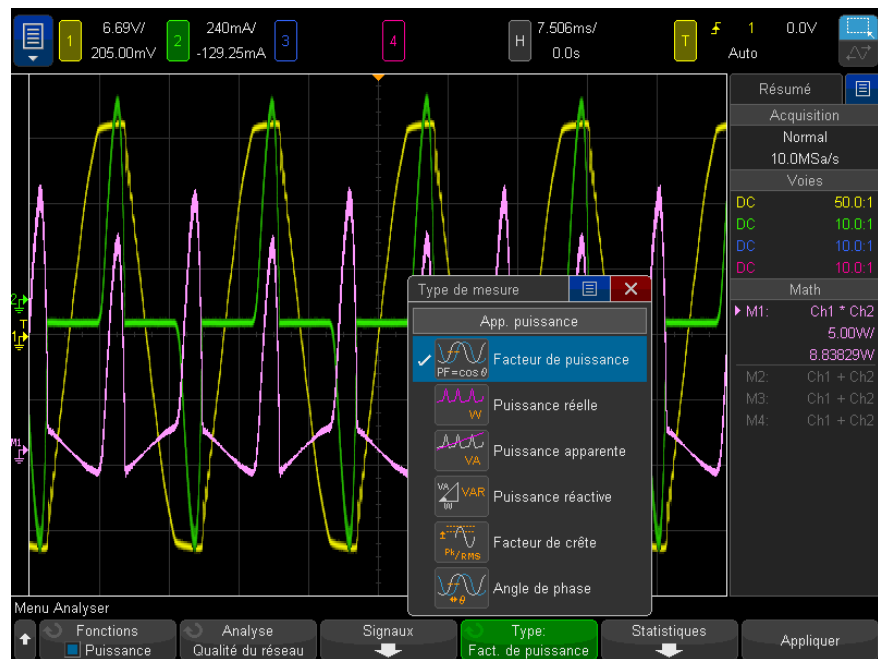 1 6.69V/ 2 240mA/ 3 4 H 7.506ms/ T 1 0.0V
205.00mV -129.25mA 0.0s Auto
Résumé
Acquisition
Normal
10.0MSa/s
Voies
DC 50.0:1
DC 10.0:1
DC 10.0:1
DC 10.0:1
Math
M1: Ch1 * Ch2
5.00W/
8.83829W
M2: Ch1 + Ch2
M3: Ch1 + Ch2
M4: Ch1 + Ch2
2
T
1
M1
Type de mesure
App. puissance
PF=cos θ Facteur de puissance
W Puissance réelle
VA Puissance apparente
VA W VAR Puissance réactive
Pk/RMS Facteur de crête
θ Angle de phase
Menu Analyser
Fonctions
Puissance
Analyse
Qualité du réseau
Signaux
Type:
Fact. de puissance
Statistiques
Appliquer